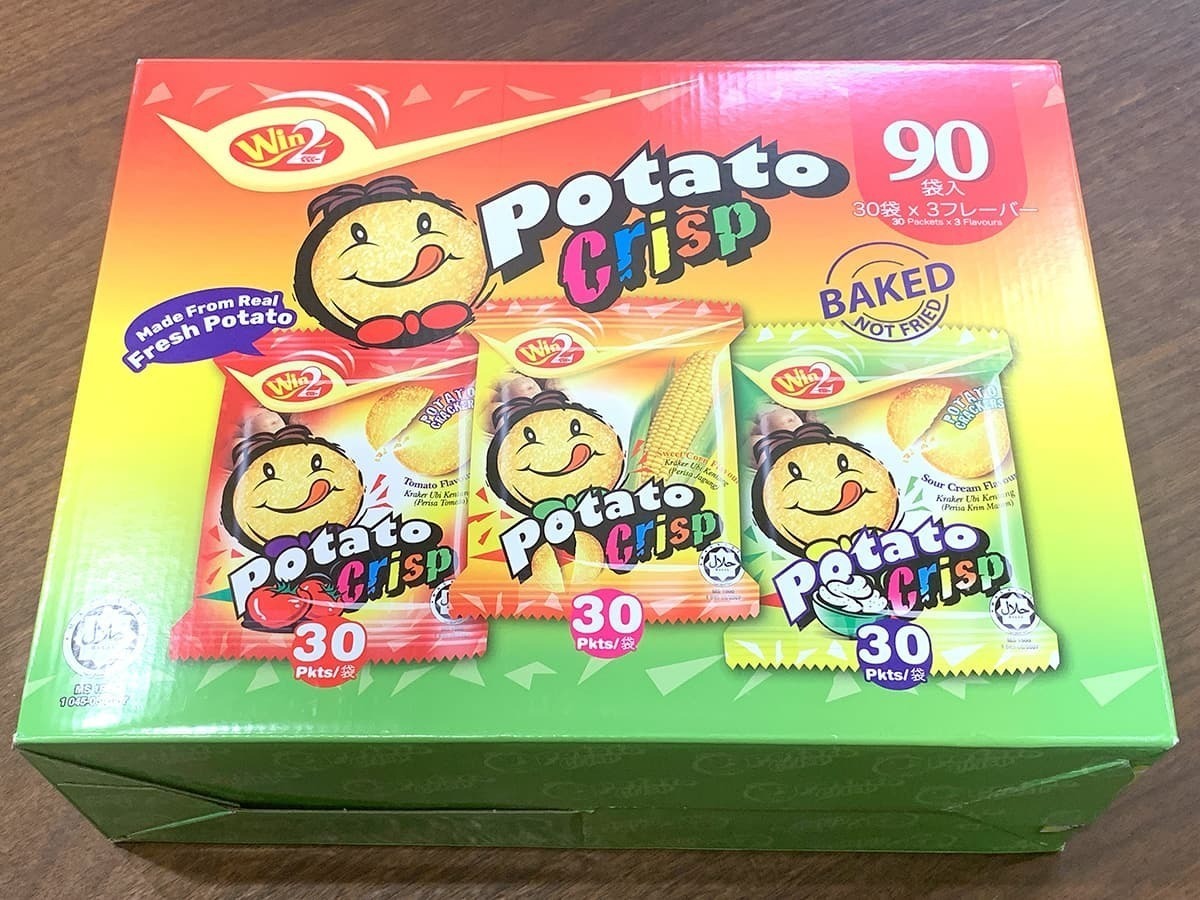 Win2
Potato
Crisp
90
袋入
30袋 x 3フレーバー
30 Packets x 3 Flavours
BAKED
NOT FRIED
Made From Real
Fresh Potato
Win2
POTATO
CRACKERS
Tomato Flavour
Kraker Ubi Kentang
(Perisa Tomato)
Potato
Crisp
30
Pkts/袋
Win2
Sweet Corn Flavour
Kraker Ubi Kentang
(Perisa Jagung)
Potato
Crisp
حلال
30
Pkts/袋
Win2
POTATO
CRACKERS
Sour Cream Flavour
Kraker Ubi Kentang
(Perisa Krim Masam)
Potato
Crisp
حلال
30
Pkts/袋
حلال